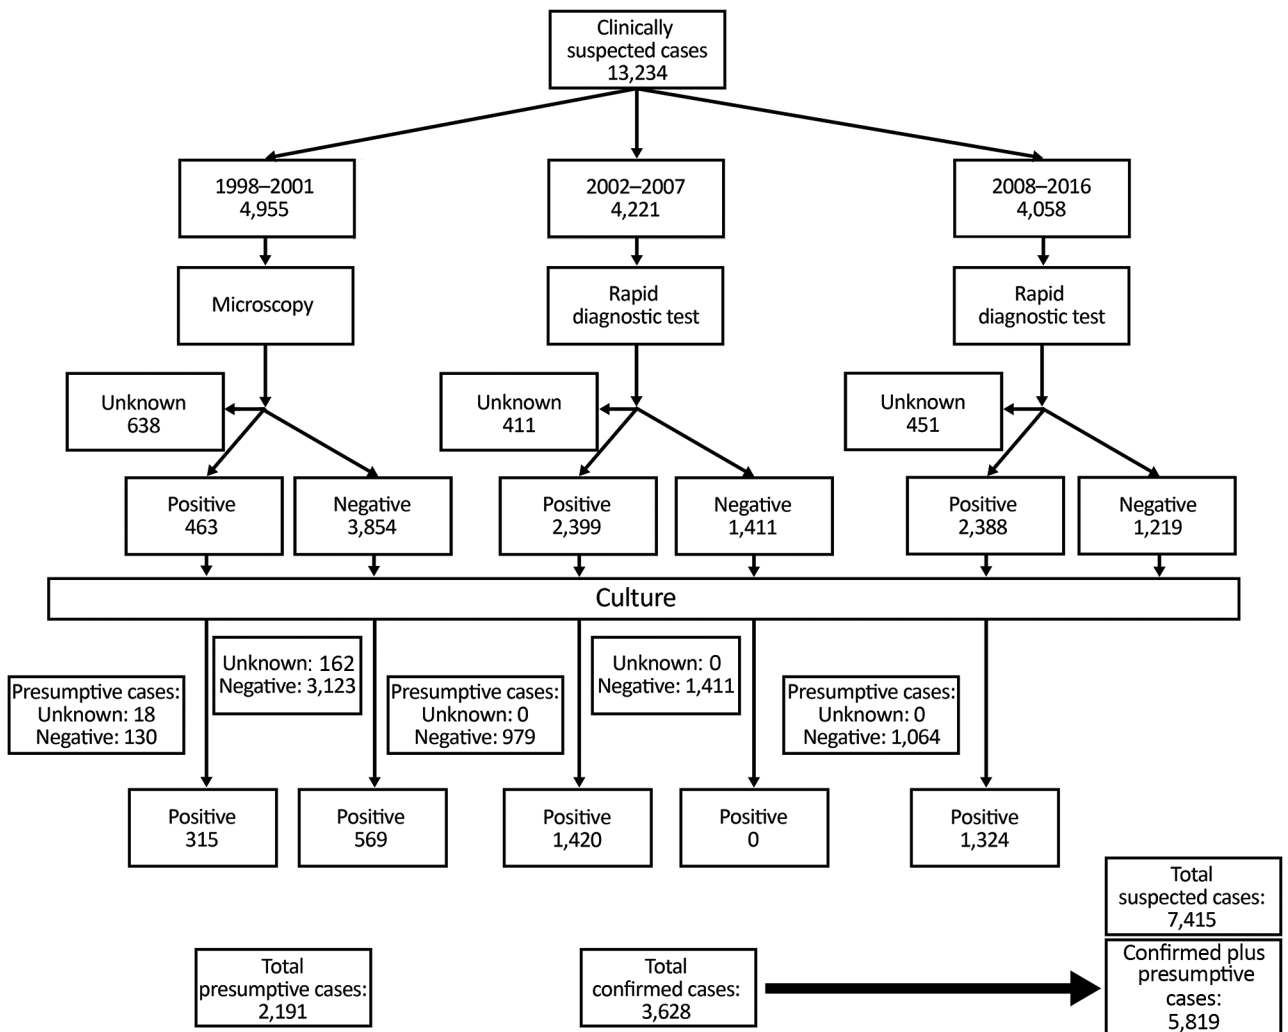 Clinically
suspected cases
13,234
1998–2001
4,955
2002–2007
4,221
2008–2016
4,058
Microscopy
Rapid
diagnostic test
Rapid
diagnostic test
Unknown
638
Unknown
411
Unknown
451
Positive
463
Negative
3,854
Positive
2,399
Negative
1,411
Positive
2,388
Negative
1,219
Culture
Presumptive cases:
Unknown: 18
Negative: 130
Unknown: 162
Negative: 3,123
Presumptive cases:
Unknown: 0
Negative: 979
Unknown: 0
Negative: 1,411
Presumptive cases:
Unknown: 0
Negative: 1,064
Positive
315
Positive
569
Positive
1,420
Positive
0
Positive
1,324
Total
suspected cases:
7,415
Total
presumptive cases:
2,191
Total
confirmed cases:
3,628
Confirmed plus
presumptive
cases:
5,819